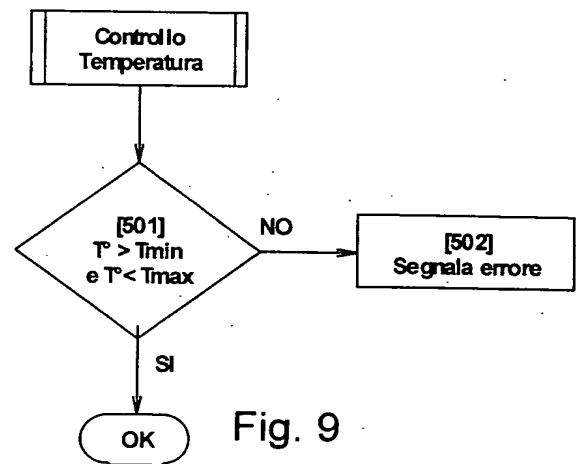 Controllo
Temperatura
[501]
T° > Tmin
e T°< Tmax
NO
[502]
Segnala errore
SI
OK
Fig. 9